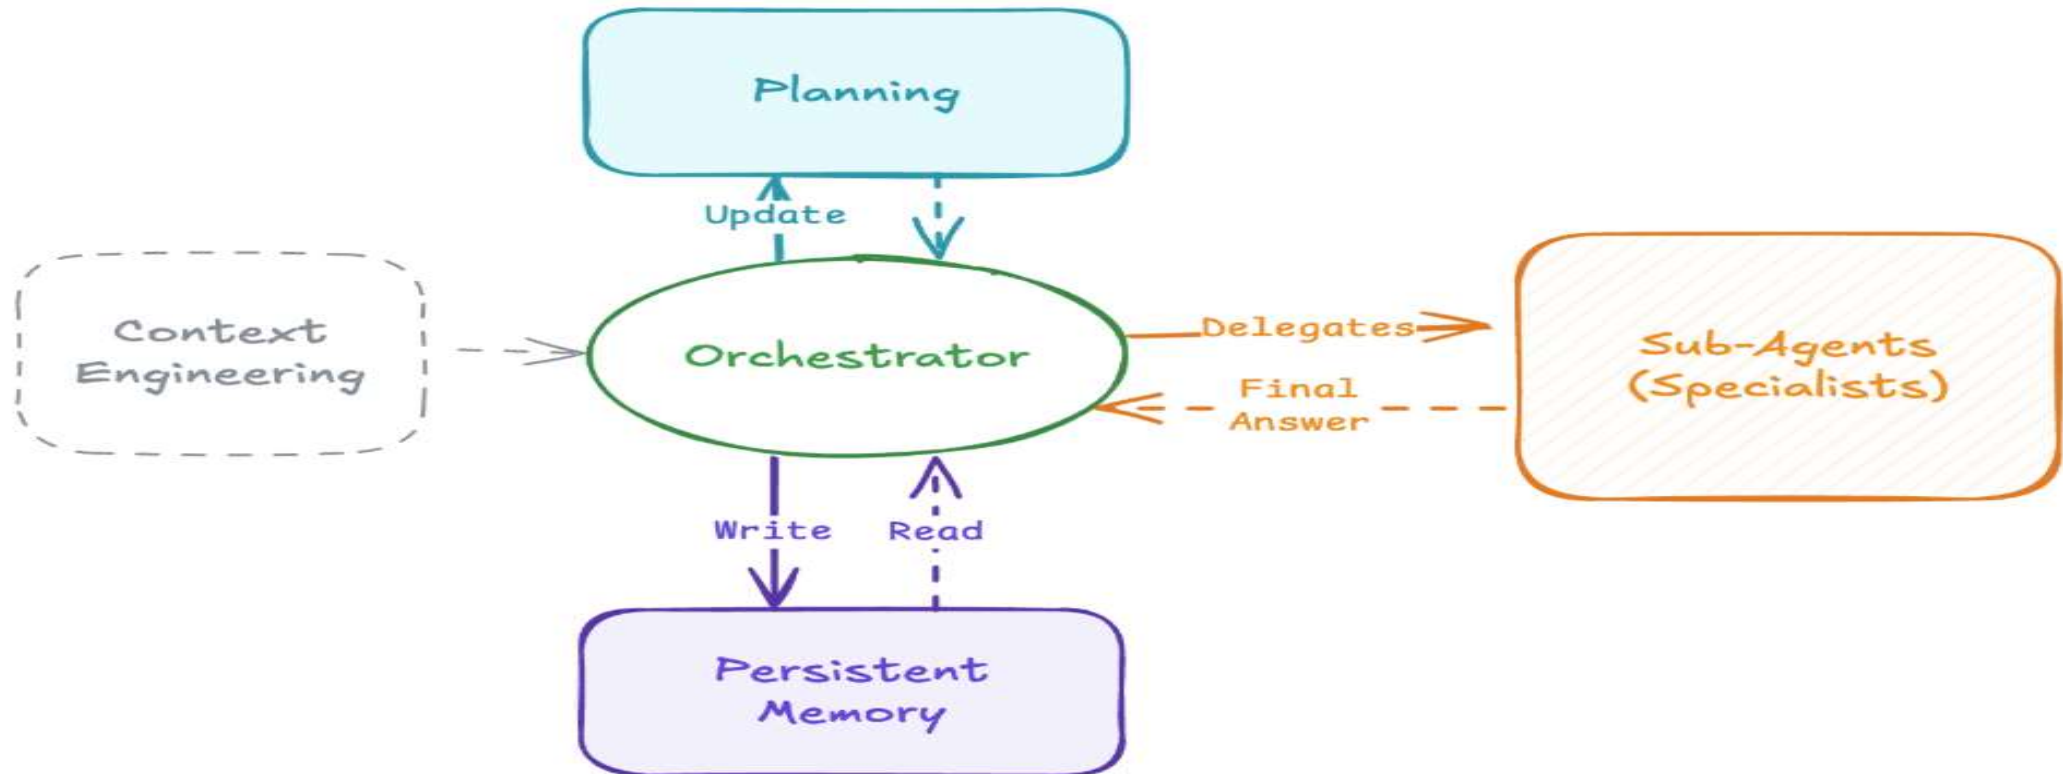 Planning
Update
Context
Engineering
Orchestrator
Delegates
Final
Answer
Sub-Agents
(Specialists)
Write
Read
Persistent
Memory